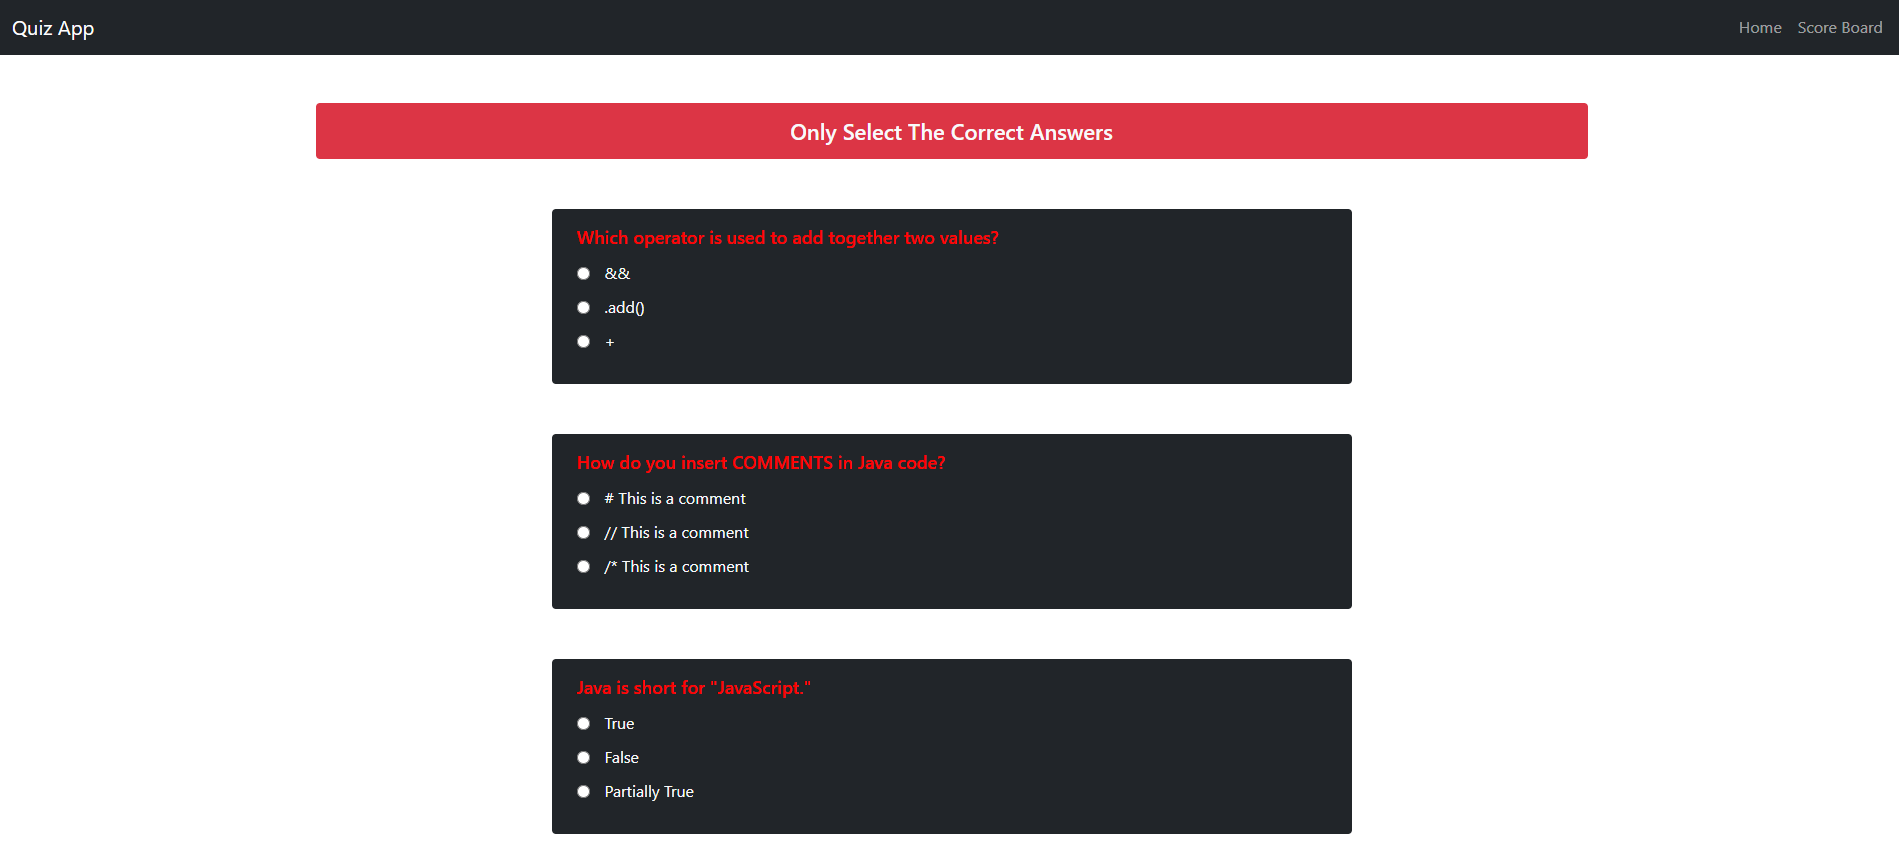 Quiz App
Home
Score Board
Only Select The Correct Answers
Which operator is used to add together two values?
&&
.add()
+
How do you insert COMMENTS in Java code?
# This is a comment
// This is a comment
/* This is a comment
Java is short for "JavaScript."
True
False
Partially True